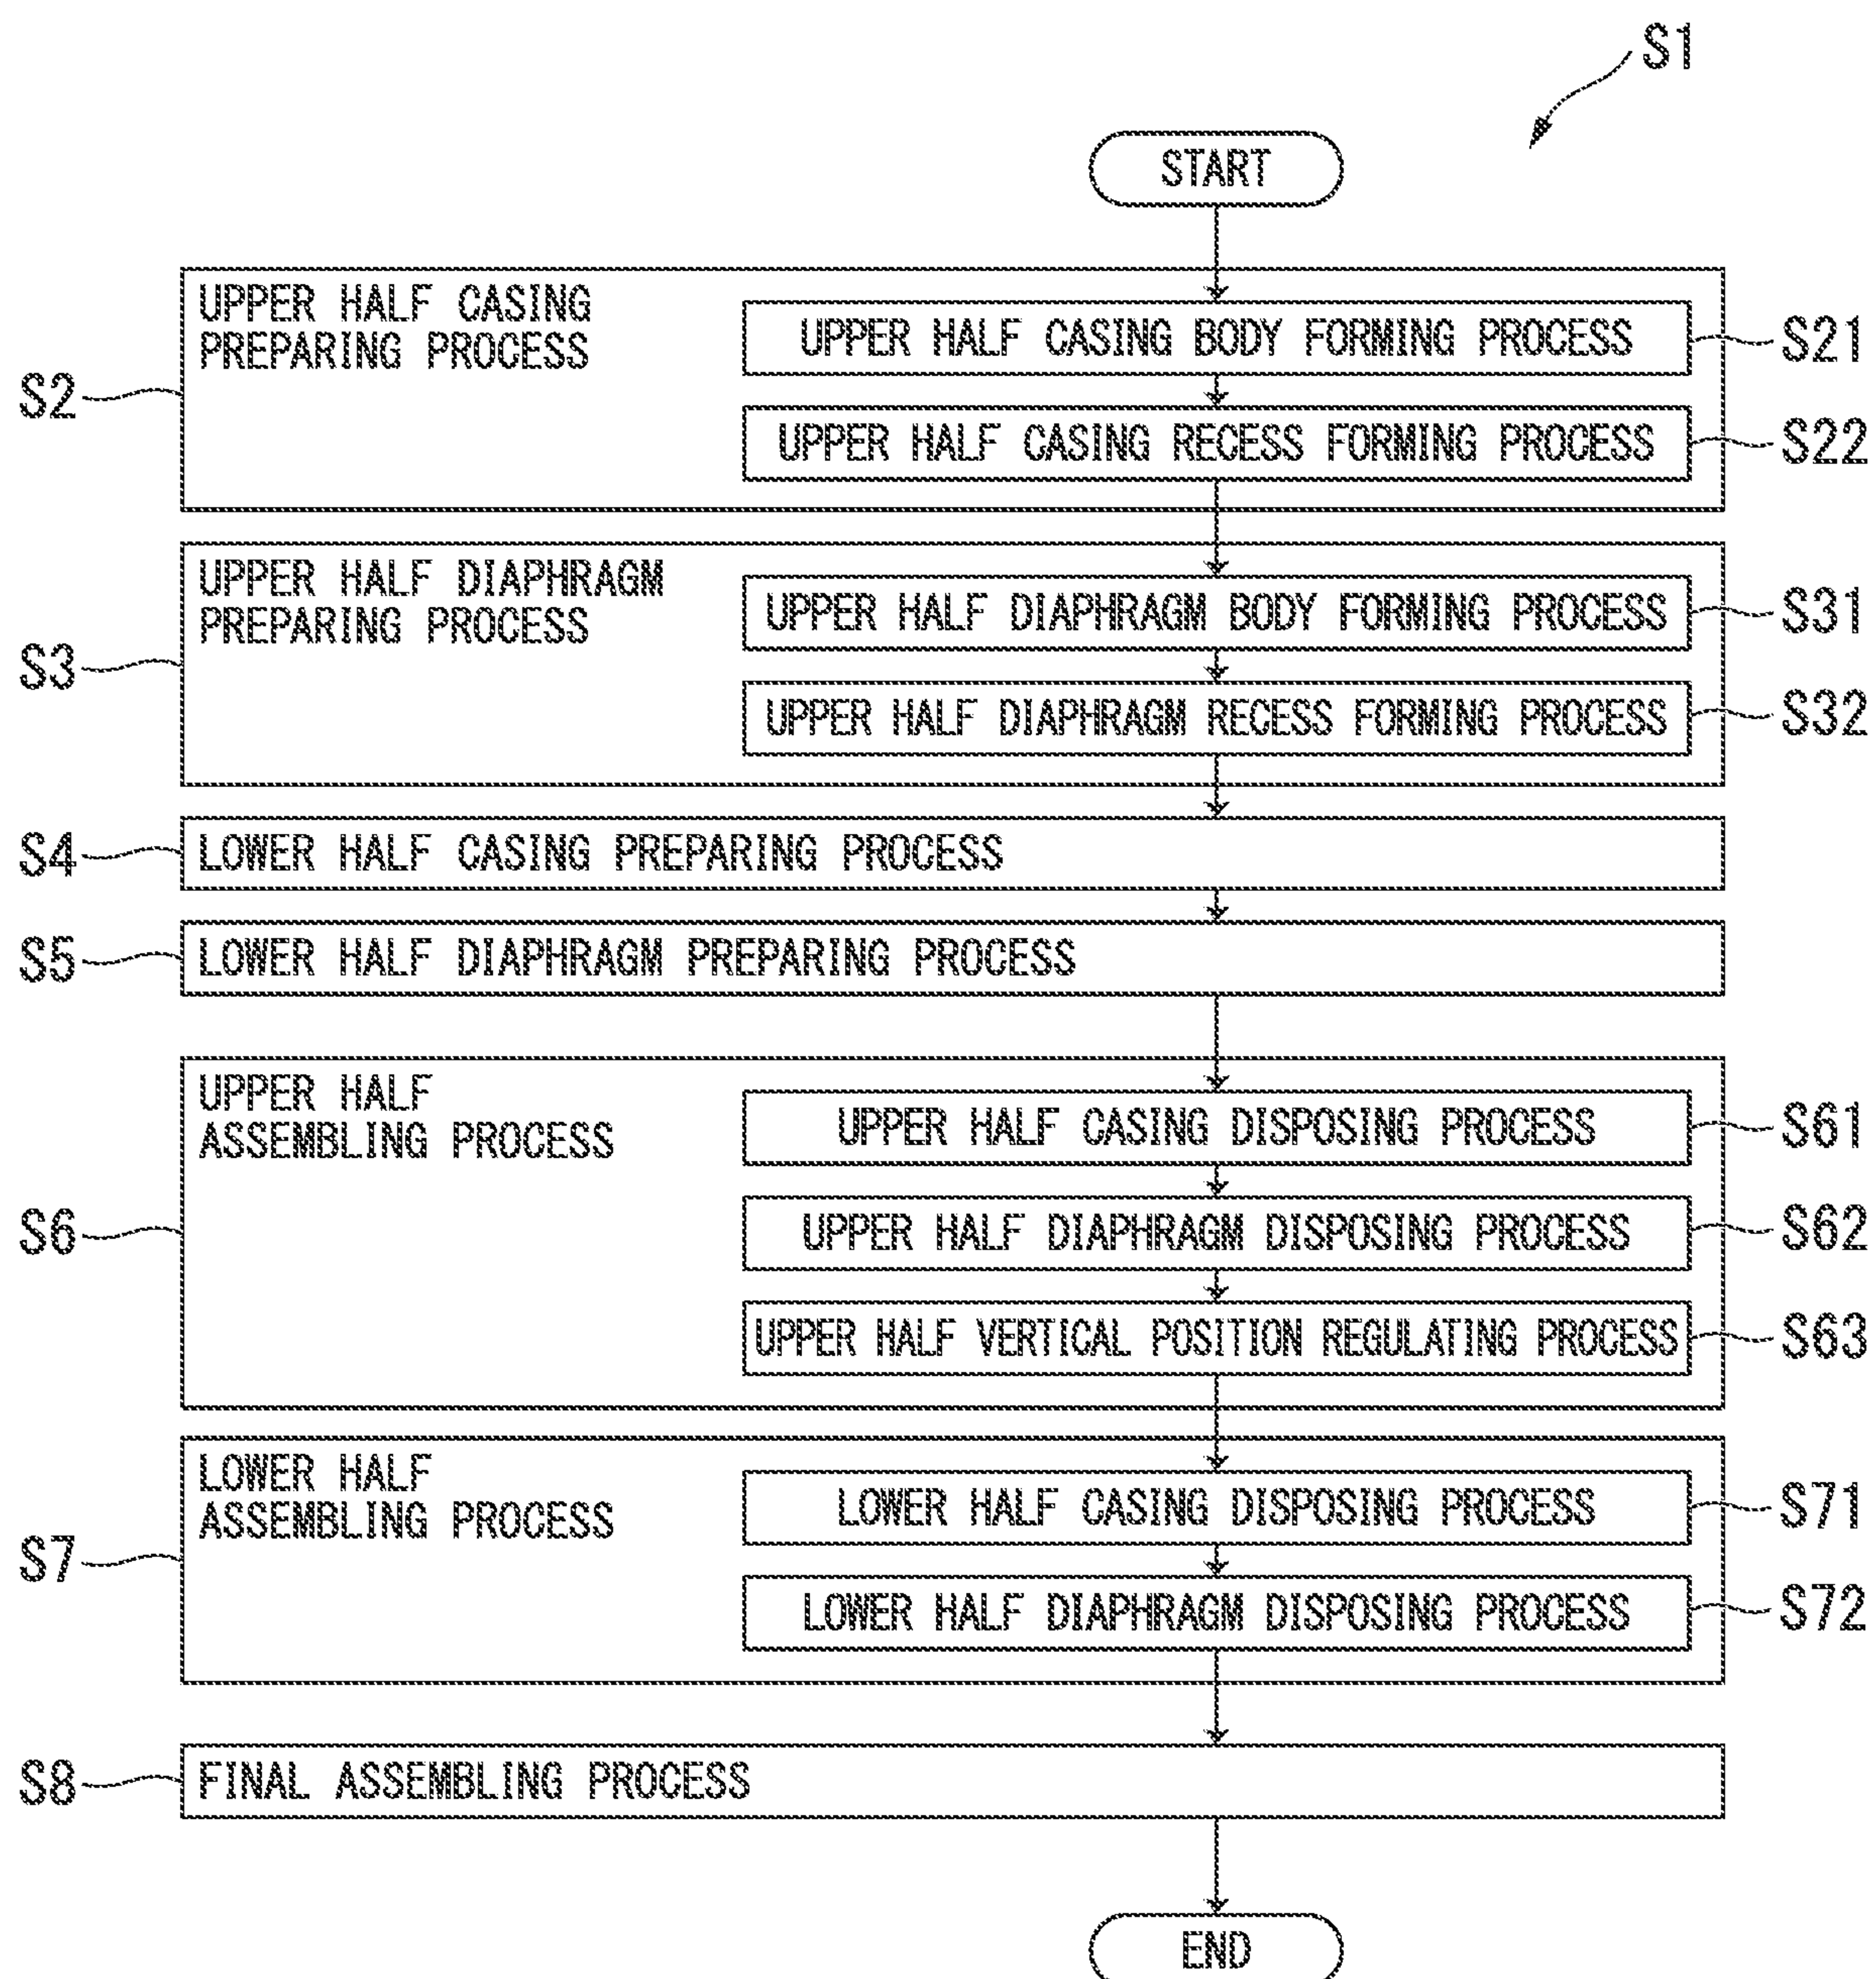 S1
START
UPPER HALF CASING
PREPARING PROCESS
S2
UPPER HALF CASING BODY FORMING PROCESS
S21
UPPER HALF CASING RECESS FORMING PROCESS
S22
UPPER HALF DIAPHRAGM
PREPARING PROCESS
S3
UPPER HALF DIAPHRAGM BODY FORMING PROCESS
S31
UPPER HALF DIAPHRAGM RECESS FORMING PROCESS
S32
S4
LOWER HALF CASING PREPARING PROCESS
S5
LOWER HALF DIAPHRAGM PREPARING PROCESS
UPPER HALF
ASSEMBLING PROCESS
S6
UPPER HALF CASING DISPOSING PROCESS
S61
UPPER HALF DIAPHRAGM DISPOSING PROCESS
S62
UPPER HALF VERTICAL POSITION REGULATING PROCESS
S63
LOWER HALF
ASSEMBLING PROCESS
S7
LOWER HALF CASING DISPOSING PROCESS
S71
LOWER HALF DIAPHRAGM DISPOSING PROCESS
S72
S8
FINAL ASSEMBLING PROCESS
END